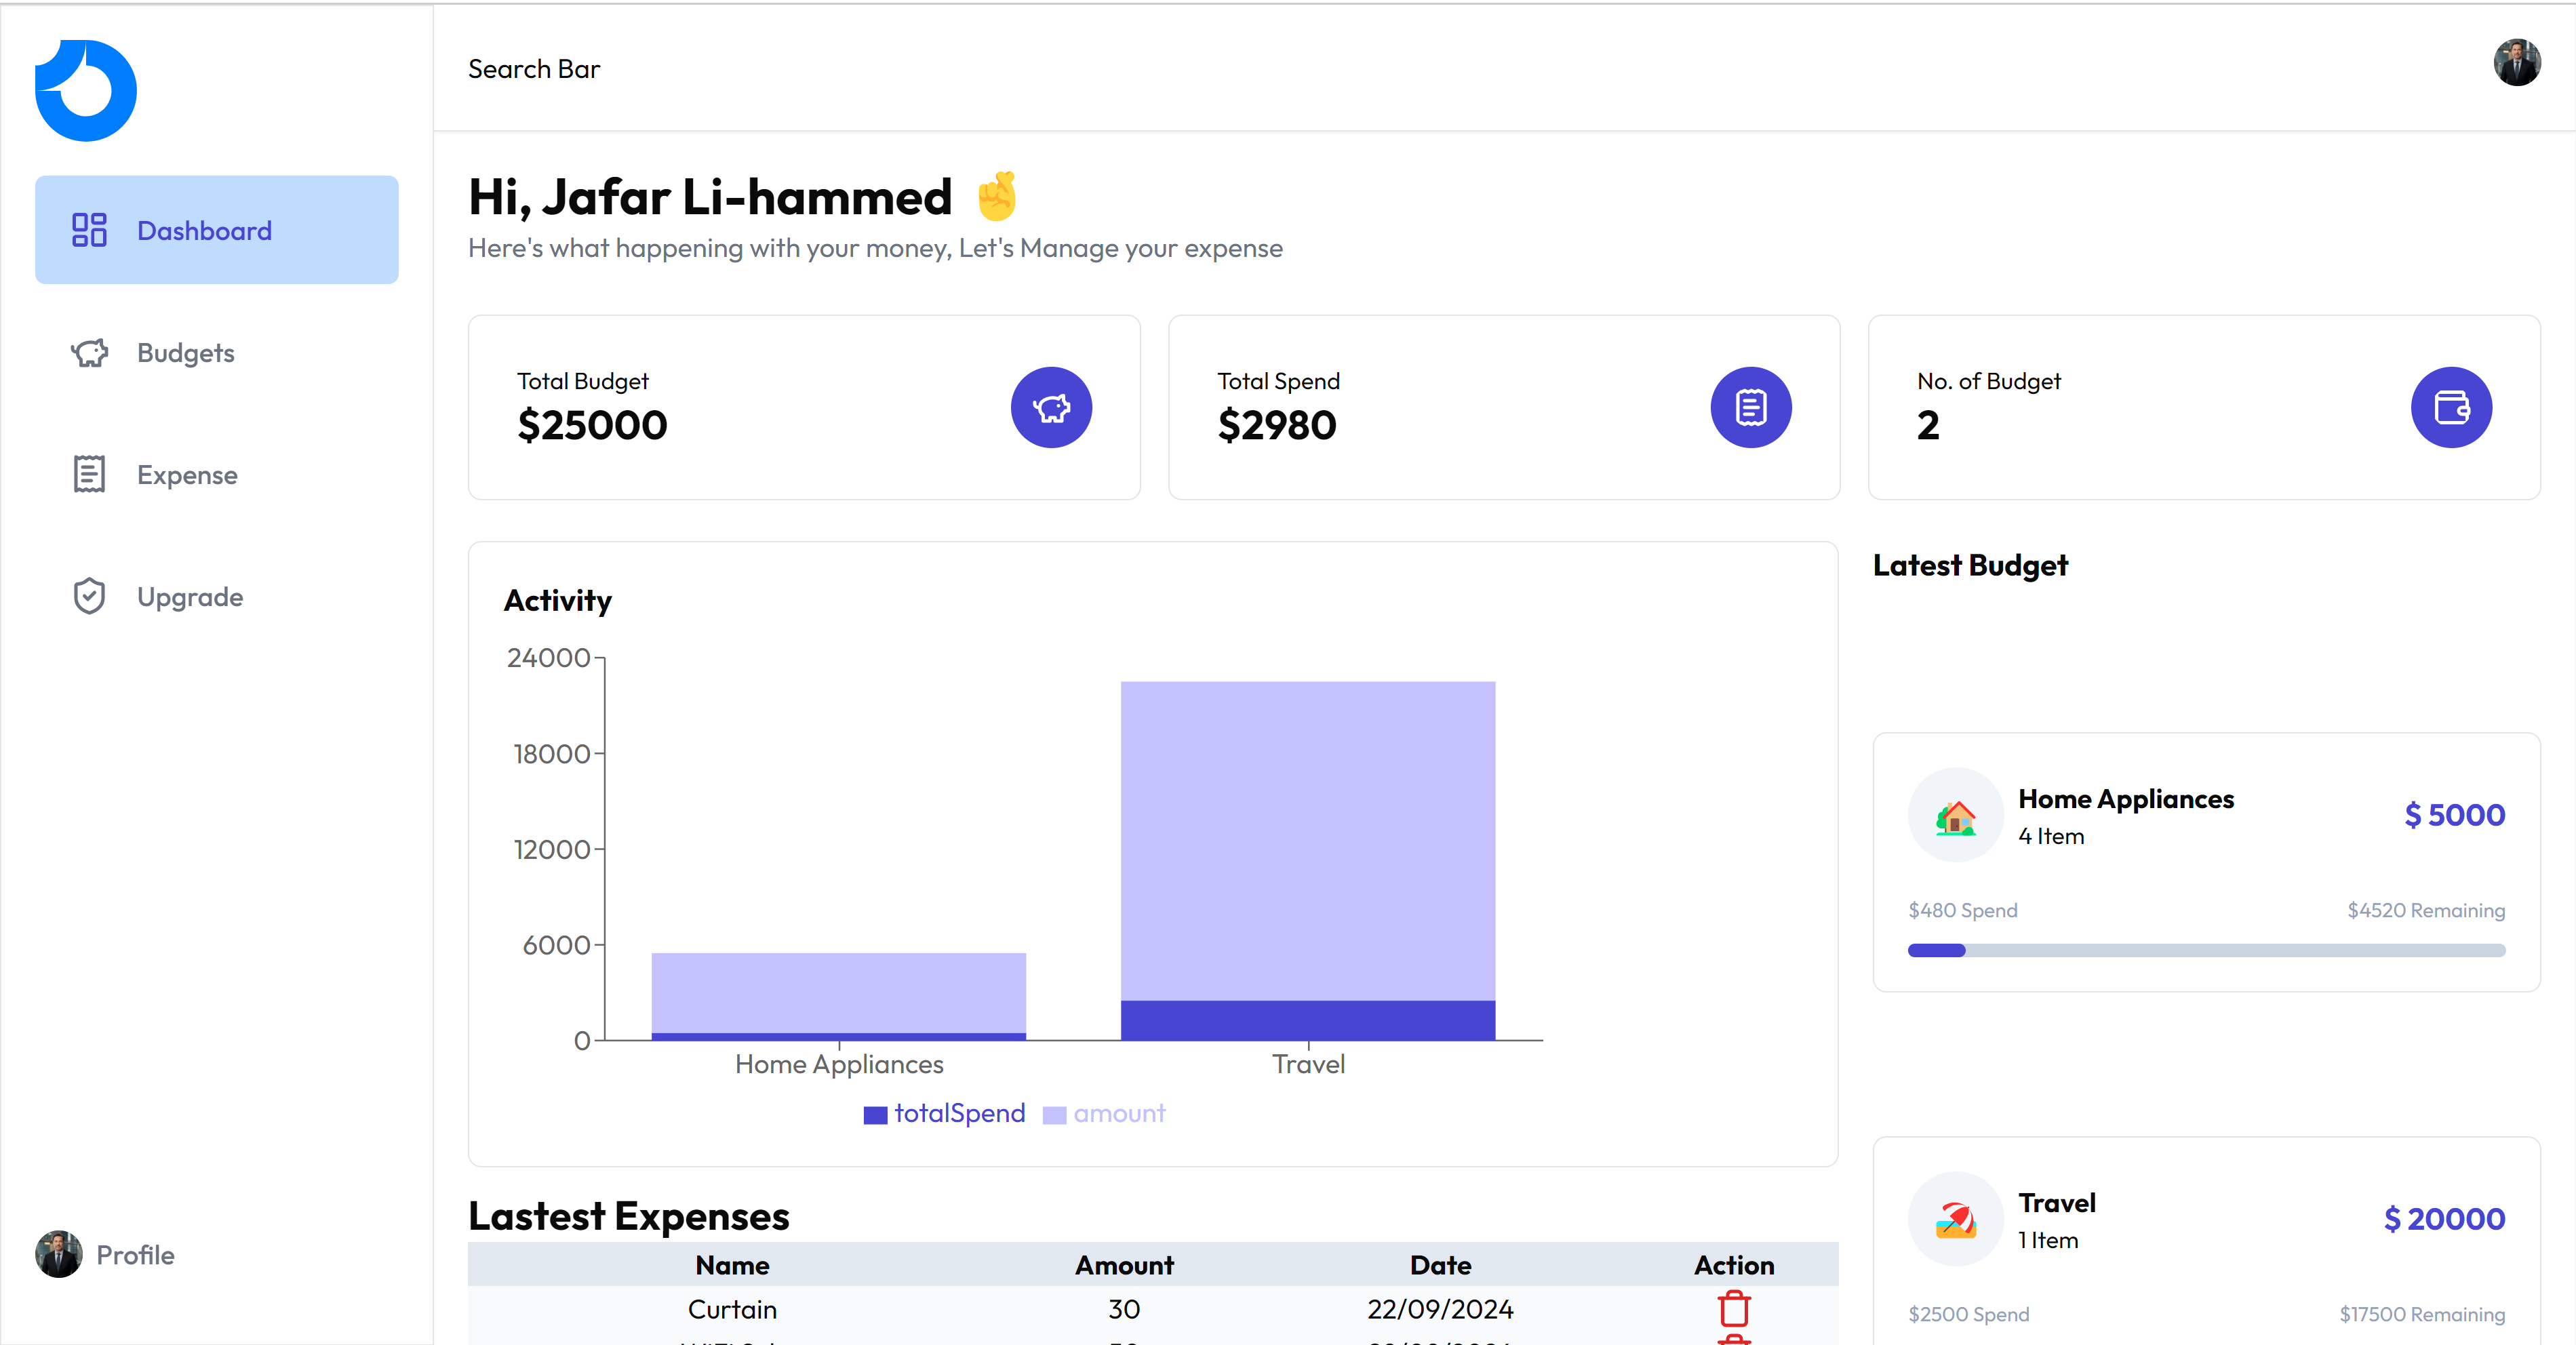 Search Bar
Dashboard
Budgets
Expense
Upgrade
Profile
Hi, Jafar Li-hammed ✌
Here's what happening with your money, Let's Manage your expense
Total Budget
$25000
Total Spend
$2980
No. of Budget
2
Activity
24000
18000
12000
6000
0
Home Appliances Travel
totalSpend amount
Latest Budget
Home Appliances
4 Item
$ 5000
$480 Spend $4520 Remaining
Travel
1 Item
$ 20000
$2500 Spend $17500 Remaining
Lastest Expenses
Name Amount Date Action
Curtain 30 22/09/2024